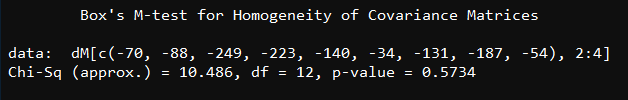 Box's M-test for Homogeneity of Covariance Matrices
data: dM[c(-70, -88, -249, -223, -140, -34, -131, -187, -54), 2:4]
Chi-Sq (approx.) = 10.486, df = 12, p-value = 0.5734